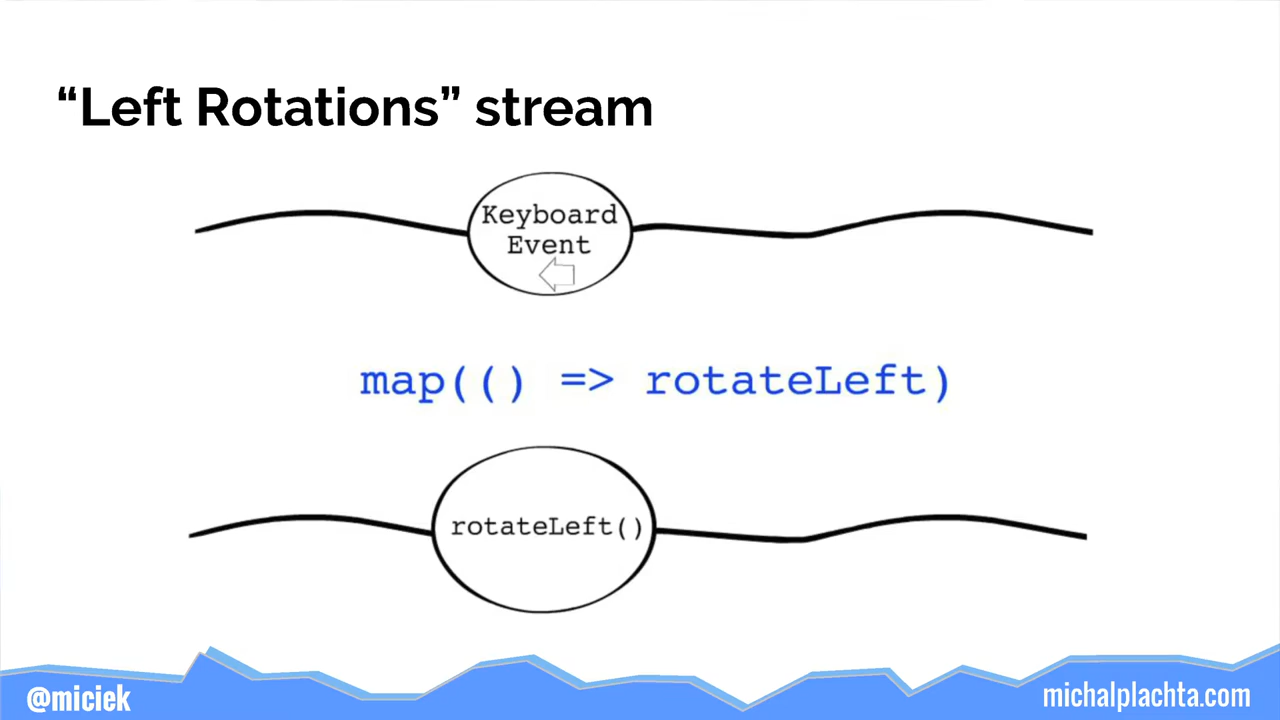 “Left Rotations” stream
Keyboard
Event
map(() => rotateLeft)
rotateLeft()
@miciek
michalplachta.com